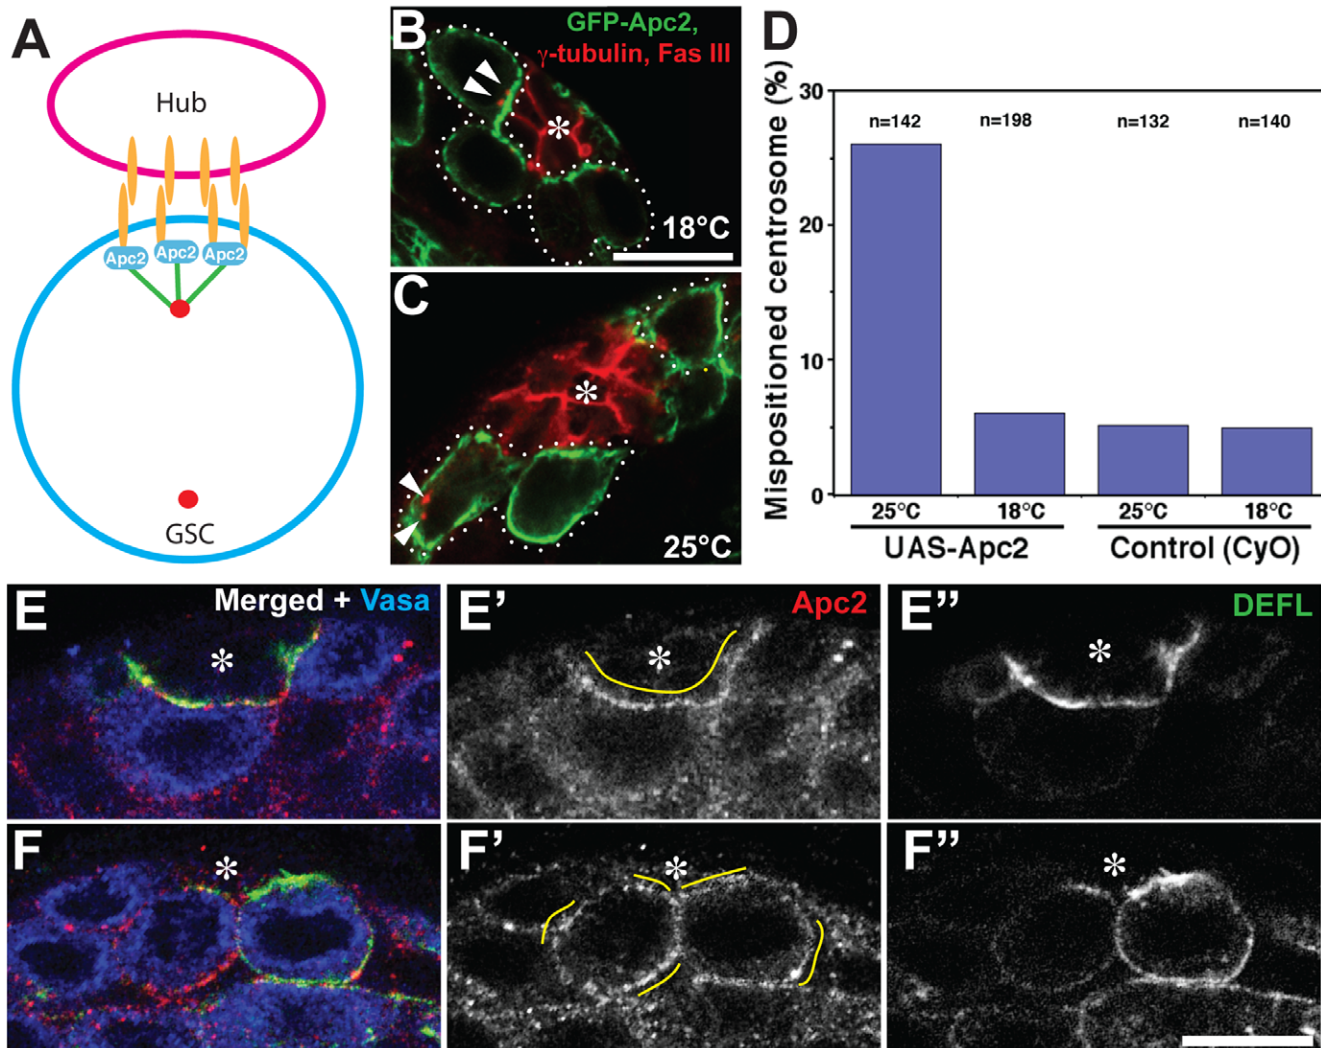 A
Hub
Apc2
Apc2
Apc2
GSC
B
GFP-Apc2,
γ-tubulin, Fas III
*
18°C
C
*
25°C
D
Mispositioned centrosome (%)
30
20
10
0
n=142
n=198
n=132
n=140
25°C
18°C
25°C
18°C
UAS-Apc2
Control (CyO)
E
Merged + Vasa
*
E'
Apc2
*
E''
DEFL
*
F
*
F'
*
F''
*